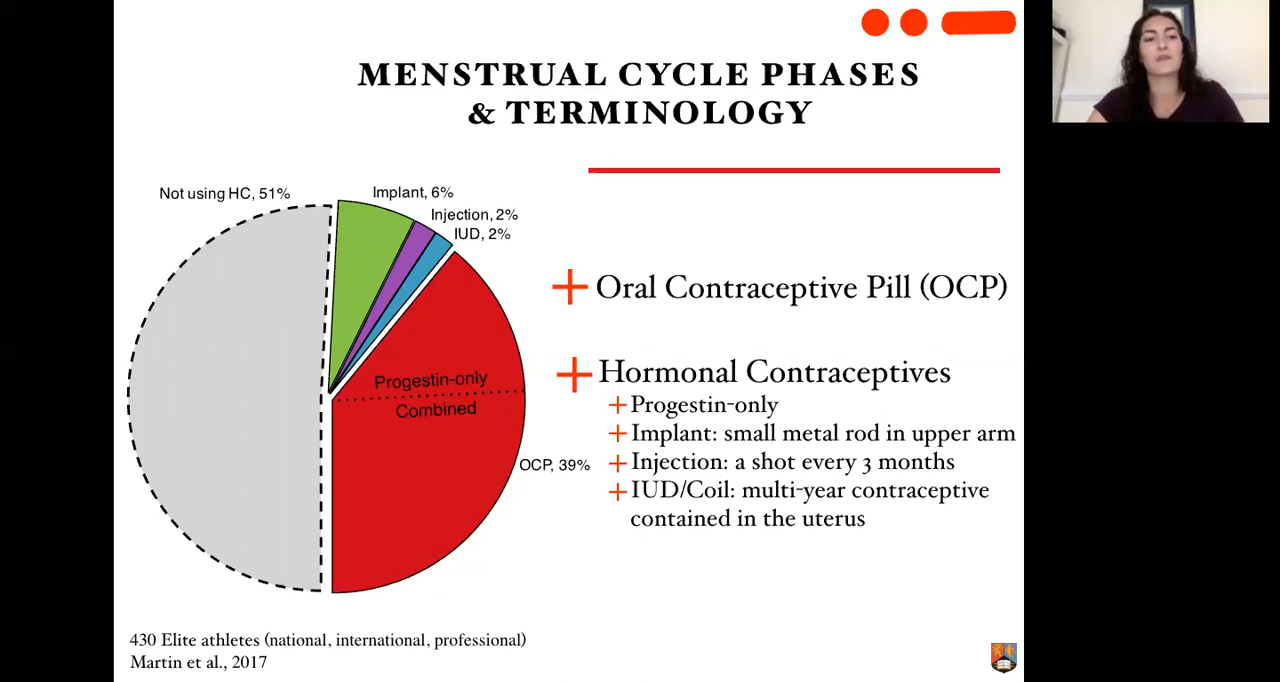 MENSTRUAL CYCLE PHASES
& TERMINOLOGY
Not using HC, 51%
Implant, 6%
Injection, 2%
IUD, 2%
Progestin-only
Combined
OCP, 39%
Oral Contraceptive Pill (OCP)
Hormonal Contraceptives
Progestin-only
Implant: small metal rod in upper arm
Injection: a shot every 3 months
IUD/Coil: multi-year contraceptive
contained in the uterus
430 Elite athletes (national, international, professional)
Martin et al., 2017